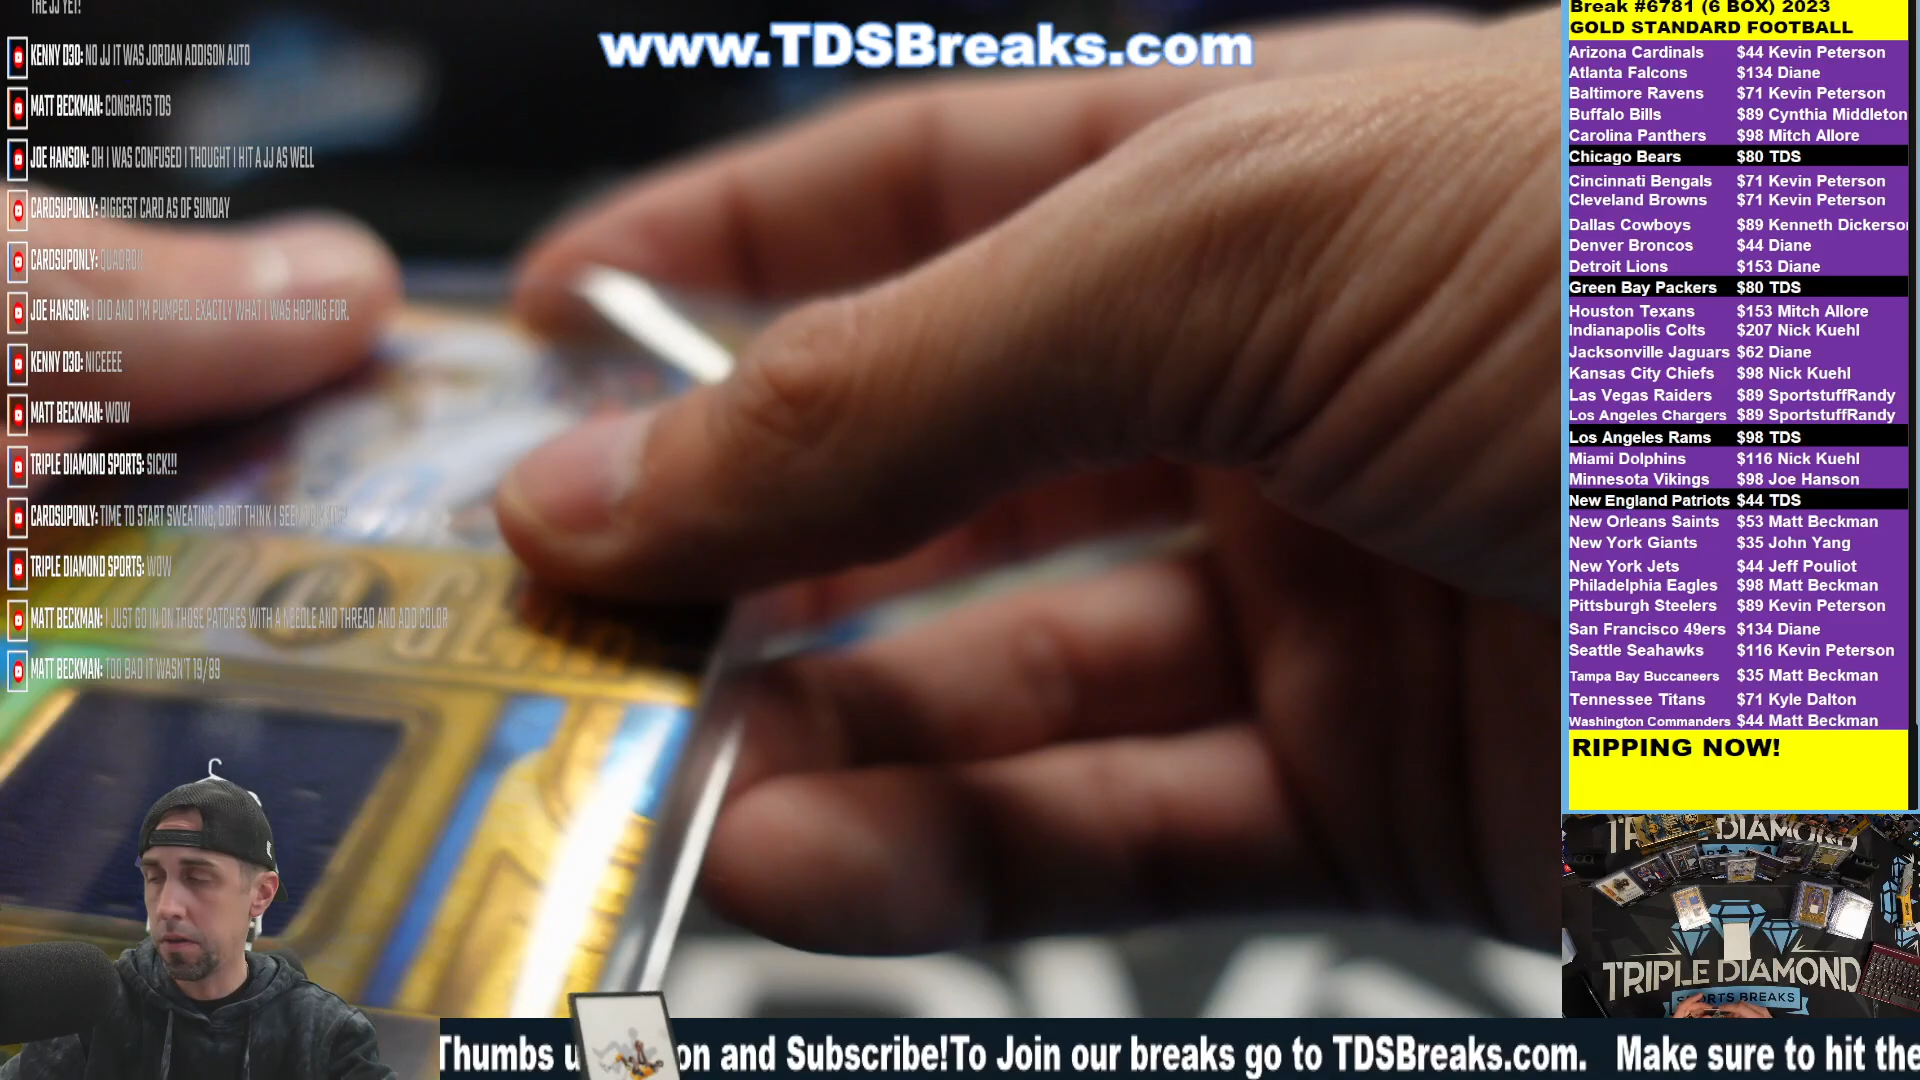 THE JJ YET!
KENNY D30: NO JJ IT WAS JORDAN ADDISON AUTO
MATT BECKMAN: CONGRATS TDS
JOE HANSON: OH I WAS CONFUSED I THOUGHT I HIT A JJ AS WELL
CARDSUPONLY: BIGGEST CARD AS OF SUNDAY
CARDSUPONLY: QUADRO!!
JOE HANSON: I DID AND I'M PUMPED. EXACTLY WHAT I WAS HOPING FOR.
KENNY D30: NICEEEE
MATT BECKMAN: WOW
TRIPLE DIAMOND SPORTS: SICK!!!
CARDSUPONLY: TIME TO START SWEATING, DONT THINK I SEEN
TRIPLE DIAMOND SPORTS: WOW
MATT BECKMAN: I JUST GO IN ON THOSE PATCHES WITH A NEEDLE AND THREAD AND ADD COLOR
MATT BECKMAN: TOO BAD IT WASN'T 19/89
www.TDSBreaks.com
GEAR
Break #6781 (6 BOX) 2023
GOLD STANDARD FOOTBALL
Arizona Cardinals $44 Kevin Peterson
Atlanta Falcons $134 Diane
Baltimore Ravens $71 Kevin Peterson
Buffalo Bills $89 Cynthia Middleton
Carolina Panthers $98 Mitch Allore
Chicago Bears $80 TDS
Cincinnati Bengals $71 Kevin Peterson
Cleveland Browns $71 Kevin Peterson
Dallas Cowboys $89 Kenneth Dickerso
Denver Broncos $44 Diane
Detroit Lions $153 Diane
Green Bay Packers $80 TDS
Houston Texans $153 Mitch Allore
Indianapolis Colts $207 Nick Kuehl
Jacksonville Jaguars $62 Diane
Kansas City Chiefs $98 Nick Kuehl
Las Vegas Raiders $89 SportstuffRandy
Los Angeles Chargers $89 SportstuffRandy
Los Angeles Rams $98 TDS
Miami Dolphins $116 Nick Kuehl
Minnesota Vikings $98 Joe Hanson
New England Patriots $44 TDS
New Orleans Saints $53 Matt Beckman
New York Giants $35 John Yang
New York Jets $44 Jeff Pouliot
Philadelphia Eagles $98 Matt Beckman
Pittsburgh Steelers $89 Kevin Peterson
San Francisco 49ers $134 Diane
Seattle Seahawks $116 Kevin Peterson
Tampa Bay Buccaneers $35 Matt Beckman
Tennessee Titans $71 Kyle Dalton
Washington Commanders $44 Matt Beckman
RIPPING NOW!
DIAMOND
TRIPLE DIAMOND
SPORTS BREAKS
Thumbs u on and Subscribe!To Join our breaks go to TDSBreaks.com. Make sure to hit the